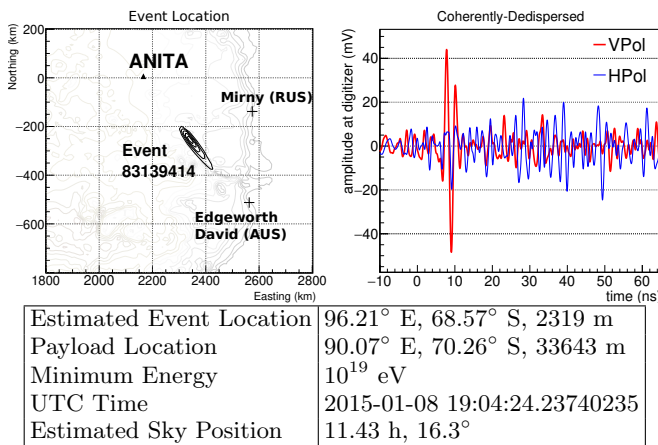 Event Location
Northing (km)
200
0
−200
−400
−600
ANITA
Mirny (RUS)
Event
83139414
Edgeworth
David (AUS)
1800
2000
2200
2400
2600
2800
Easting (km)
Coherently-Dedispersed
amplitude at digitizer (mV)
40
20
0
−20
−40
VPol
HPol
−10
0
10
20
30
40
50
60
time (ns)
Estimated Event Location 96.21° E, 68.57° S, 2319 m
Payload Location 90.07° E, 70.26° S, 33643 m
Minimum Energy 10¹⁹ eV
UTC Time 2015-01-08 19:04:24.23740235
Estimated Sky Position 11.43 h, 16.3°